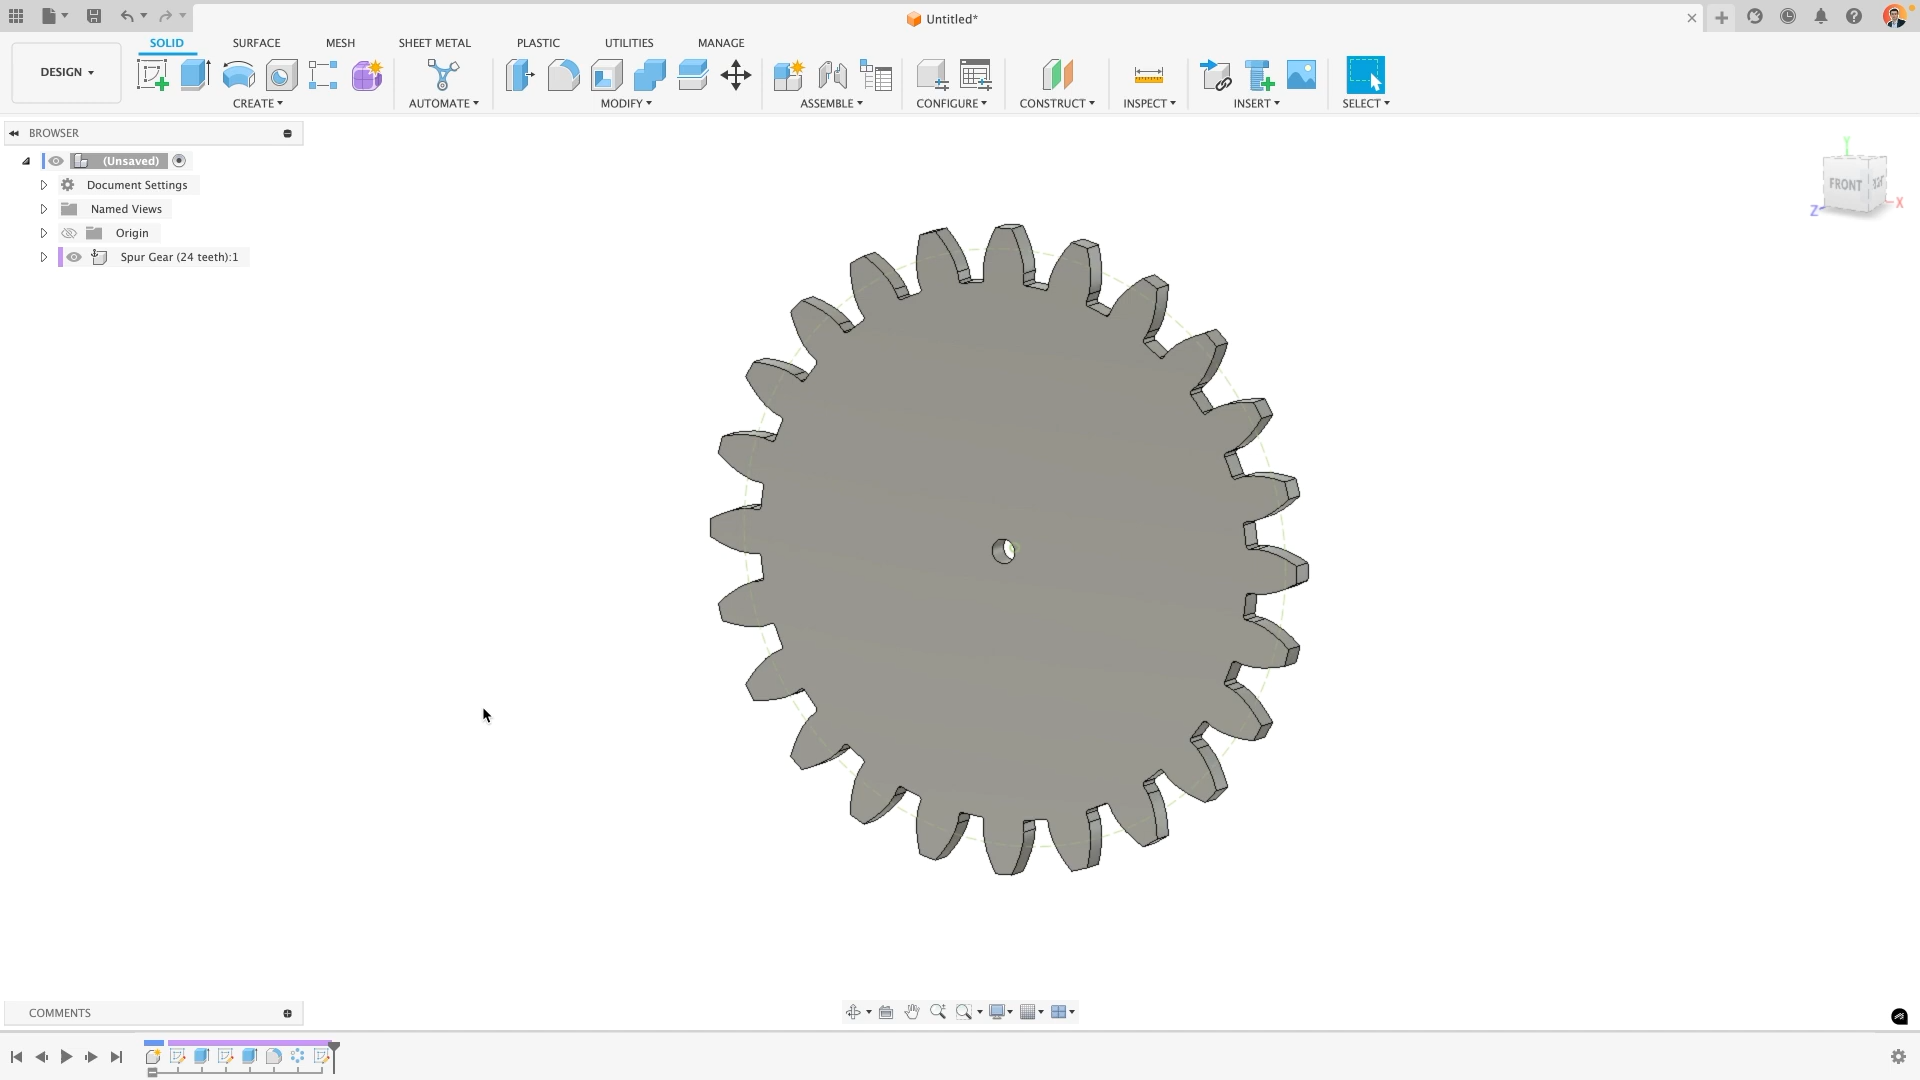 Untitled*
SOLID SURFACE MESH SHEET METAL PLASTIC UTILITIES MANAGE
DESIGN
CREATE AUTOMATE MODIFY ASSEMBLE CONFIGURE CONSTRUCT INSPECT INSERT SELECT
BROWSER
(Unsaved)
Document Settings
Named Views
Origin
Spur Gear (24 teeth):1
Y
FRONT
Z
X
COMMENTS